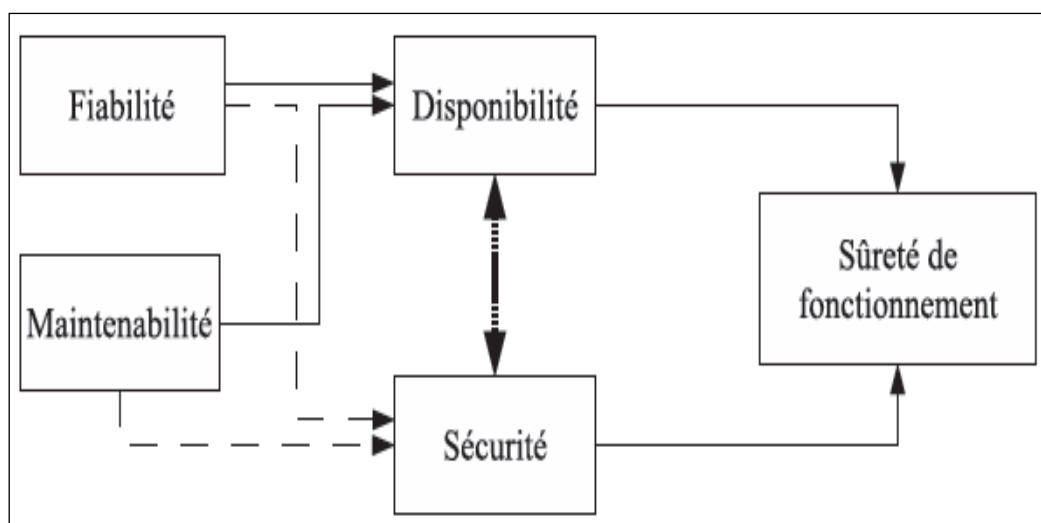 Fiabilité
Disponibilité
Maintenabilité
Sûreté de
fonctionnement
Sécurité